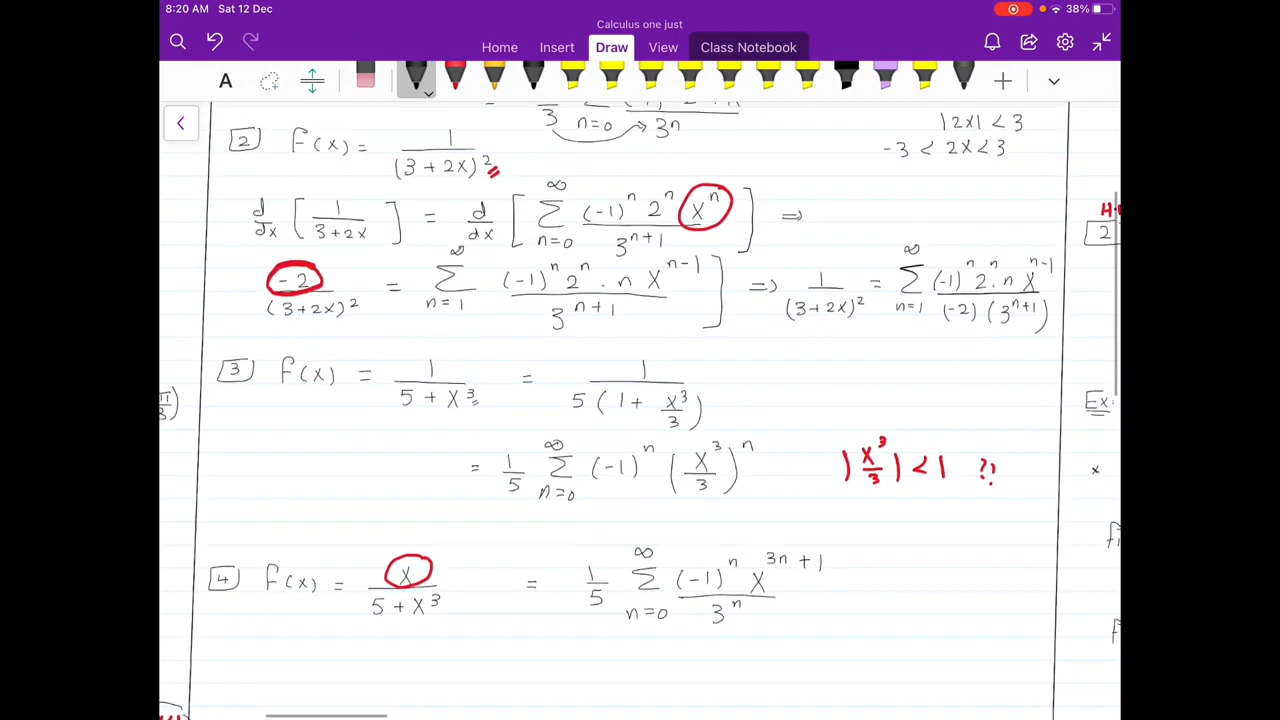 8:20 AM Sat 12 Dec 38%
Calculus one just
Home Insert Draw View Class Notebook
A
3 n=0 3^n
|2x| < 3
-3 < 2x < 3
2 f(x) = 1/(3+2x)^2
d/dx [1/(3+2x)] = d/dx [∑_{n=0}^{∞} (-1)^n 2^n x^n / 3^{n+1}] ⇒
-2/(3+2x)^2 = ∑_{n=1}^{∞} (-1)^n 2^n · n x^{n-1} / 3^{n+1} ] ⇒ 1/(3+2x)^2 = ∑_{n=1}^{∞} (-1)^n 2^n · n x^{n-1} / (-2)(3^{n+1})
2
3 f(x) = 1/(5+x^3) = 1/(5(1+x^3/3))
Ex:
= 1/5 ∑_{n=0}^{∞} (-1)^n (x^3/3)^n |x^3/3| < 1 ??
4 f(x) = x/(5+x^3) = 1/5 ∑_{n=0}^{∞} (-1)^n x^{3n+1} / 3^n